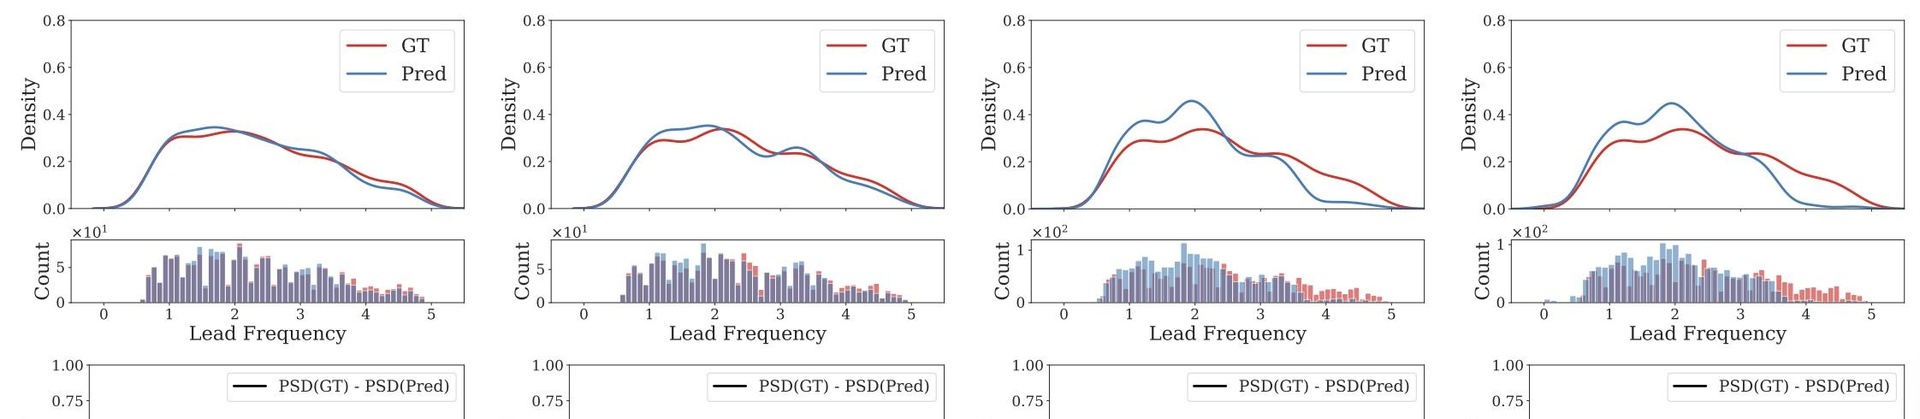 0.8
0.6
0.4
0.2
0.0
Density
GT
Pred
×10¹
5
0
Count
0 1 2 3 4 5
Lead Frequency
1.00
0.75
PSD(GT) - PSD(Pred)
0.8
0.6
0.4
0.2
0.0
Density
GT
Pred
×10¹
5
0
Count
0 1 2 3 4 5
Lead Frequency
1.00
0.75
PSD(GT) - PSD(Pred)
0.8
0.6
0.4
0.2
0.0
Density
GT
Pred
×10²
1
0
Count
0 1 2 3 4 5
Lead Frequency
1.00
0.75
PSD(GT) - PSD(Pred)
0.8
0.6
0.4
0.2
0.0
Density
GT
Pred
×10²
1
0
Count
0 1 2 3 4 5
Lead Frequency
1.00
0.75
PSD(GT) - PSD(Pred)